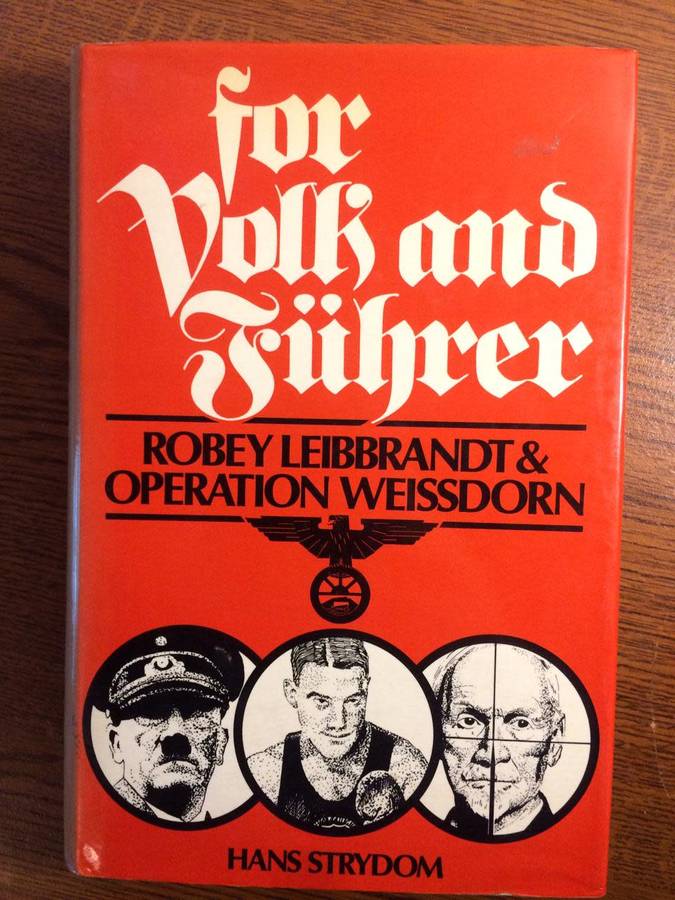 for
Volk and
Führer
ROBEY LEIBBRANDT &
OPERATION WEISSDORN
HANS STRYDOM